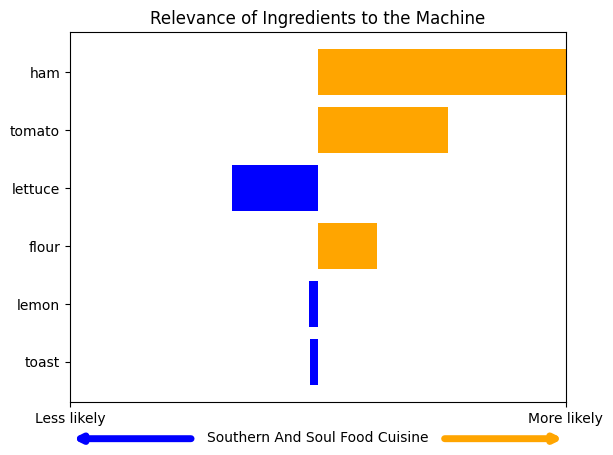 Relevance of Ingredients to the Machine
ham
tomato
lettuce
flour
lemon
toast
Less likely
More likely
Southern And Soul Food Cuisine